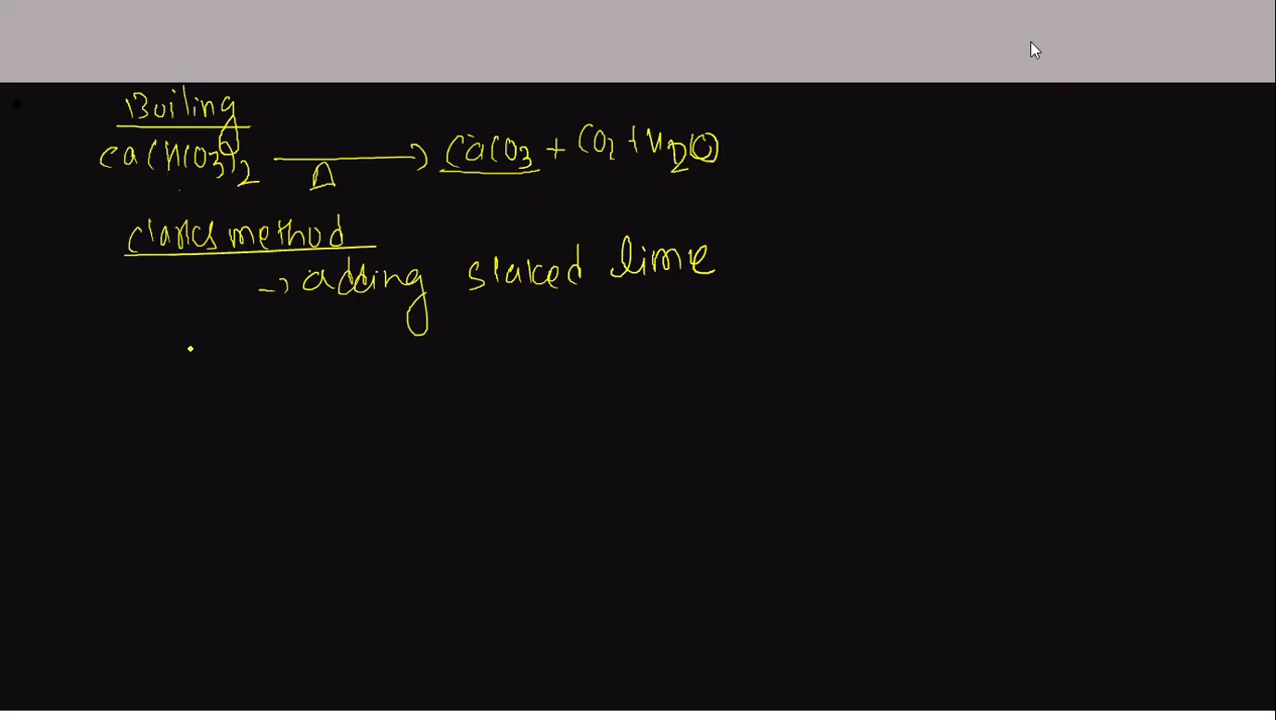 Boiling
Ca(HCO3)2 ⟶ Δ CaCO3 + CO2 + H2O
Clarks method
→ adding slaked lime